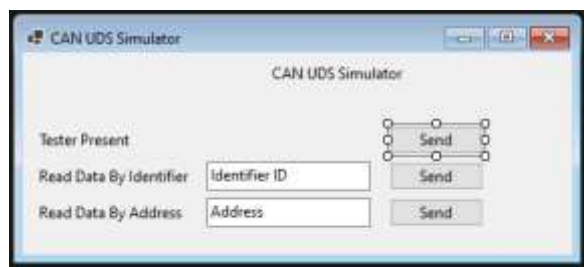 CAN UDS Simulator
CAN UDS Simulator
Tester Present Send
Read Data By Identifier Identifier ID Send
Read Data By Address Address Send